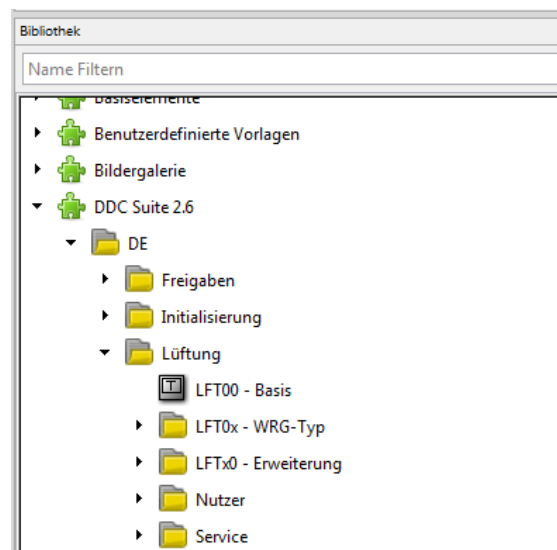 Bibliothek
Name Filtern
Basiselemente
Benutzerdefinierte Vorlagen
Bildergalerie
DDC Suite 2.6
DE
Freigaben
Initialisierung
Lüftung
LFT00 - Basis
LFT0x - WRG-Typ
LFTx0 - Erweiterung
Nutzer
Service